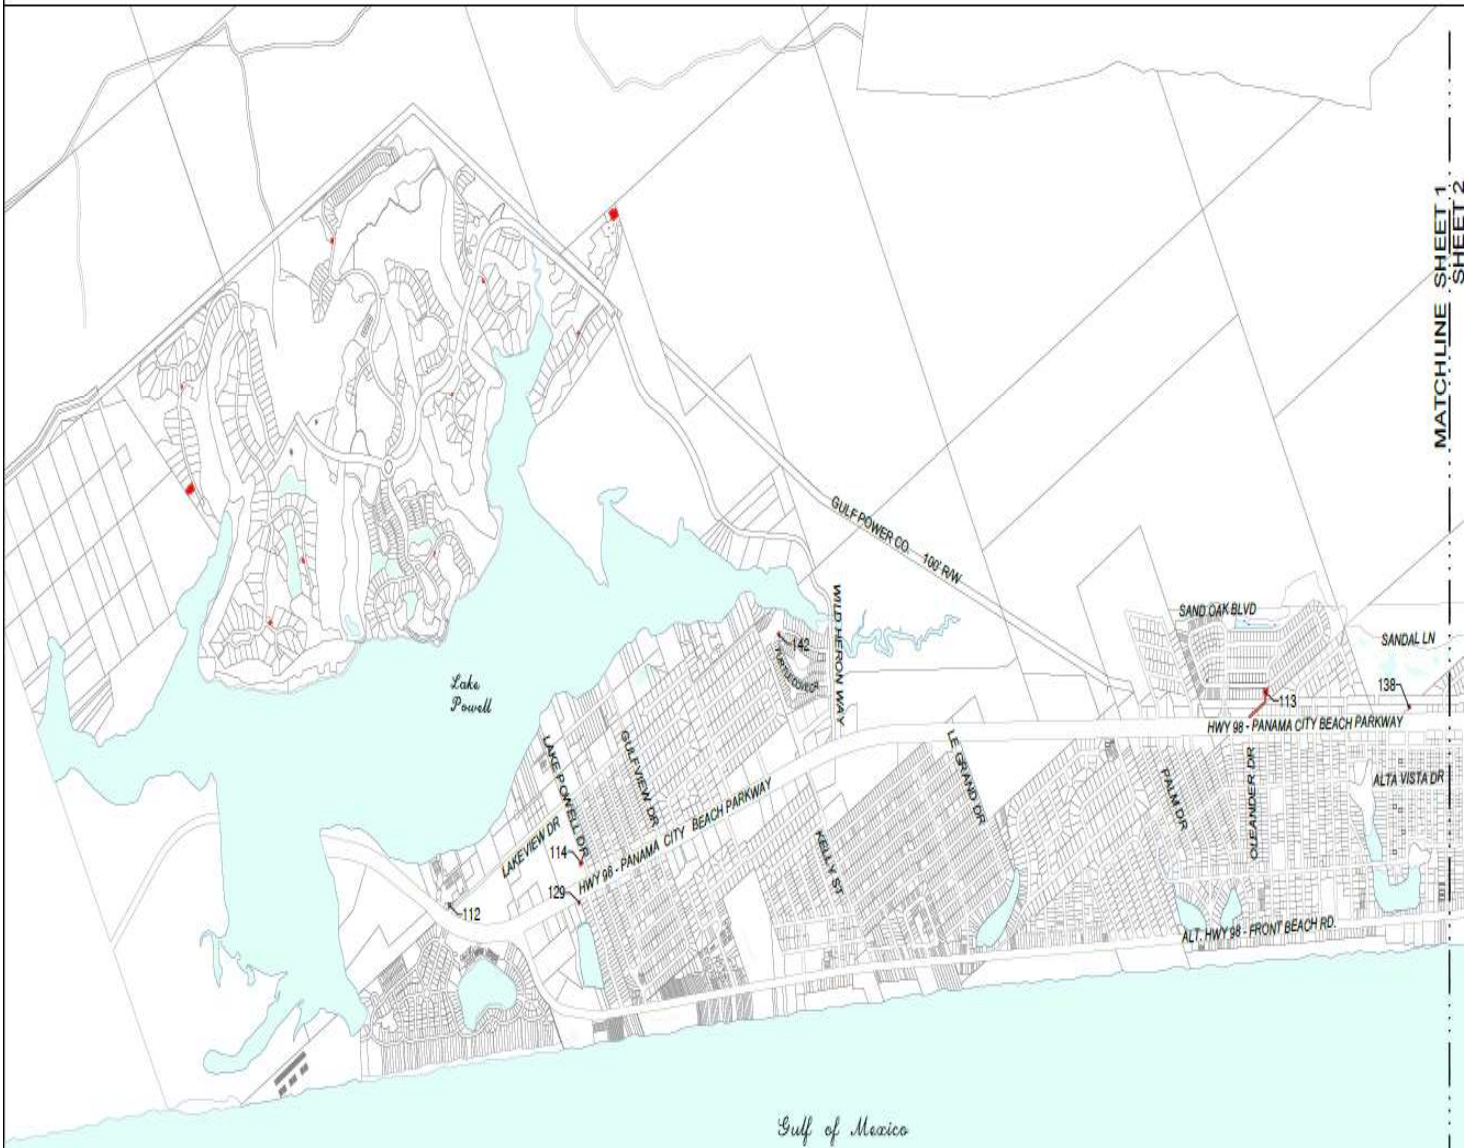 MATCHLINE SHEET 1
SHEET 2
GULF POWER CO 100' R/W
WILD HERON WAY
SAND OAK BLVD
SANDAL LN
142
TURTLE COVE CR
138
113
Lake
Powell
HWY 98 - PANAMA CITY BEACH PARKWAY
LAKE POWELL DR
GULFVIEW DR
LE GRAND DR
PALM DR
OLEANDER DR
ALTA VISTA DR
HWY 98 - PANAMA CITY BEACH PARKWAY
LAKEVIEW DR
KELLY ST
114
129
112
ALT. HWY 98 - FRONT BEACH RD.
Gulf of Mexico